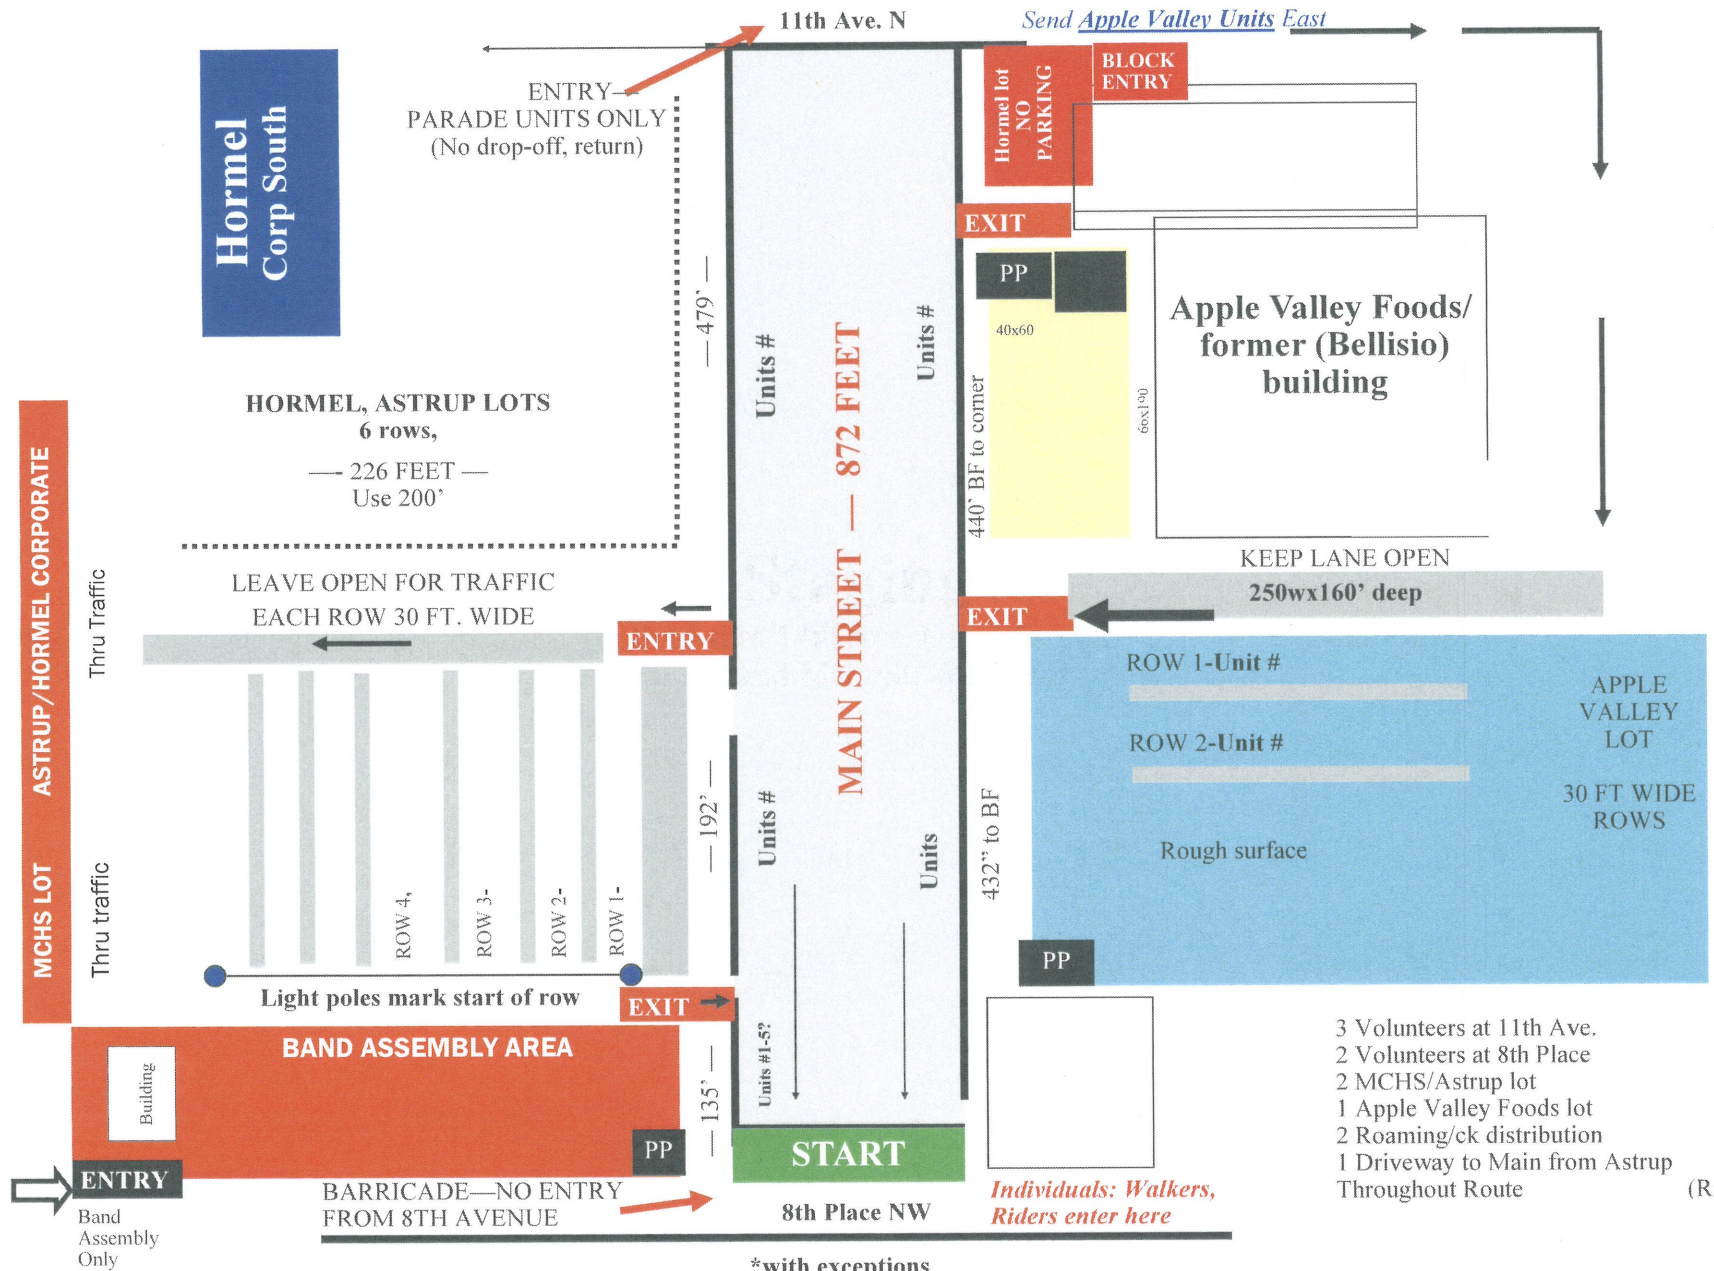 11th Ave. N
Send Apple Valley Units East
Hormel
Corp South
ENTRY—
PARADE UNITS ONLY
(No drop-off, return)
Hormel lot
NO
PARKING
BLOCK
ENTRY
EXIT
PP
40x60
Apple Valley Foods/
former (Bellisio)
building
— 479’ —
Units #
Units #
MAIN STREET — 872 FEET
440’ BF to corner
66x190
HORMEL, ASTRUP LOTS
6 rows,
— 226 FEET —
Use 200’
MCHS LOT ASTRUP/HORMEL CORPORATE
Thru Traffic
Thru traffic
LEAVE OPEN FOR TRAFFIC
EACH ROW 30 FT. WIDE
ENTRY
KEEP LANE OPEN
250wx160’ deep
EXIT
ROW 1-Unit #
ROW 2-Unit #
Rough surface
APPLE
VALLEY
LOT
30 FT WIDE
ROWS
PP
ROW 4,
ROW 3-
ROW 2-
ROW 1-
— 192’ —
Units #
Units
432” to BF
Light poles mark start of row
EXIT
BAND ASSEMBLY AREA
Building
PP
— 135’ —
Units #1-5?
START
ENTRY
Band
Assembly
Only
BARRICADE—NO ENTRY
FROM 8TH AVENUE
8th Place NW
Individuals: Walkers,
Riders enter here
*with exceptions
3 Volunteers at 11th Ave.
2 Volunteers at 8th Place
2 MCHS/Astrup lot
1 Apple Valley Foods lot
2 Roaming/ck distribution
1 Driveway to Main from Astrup
Throughout Route (R